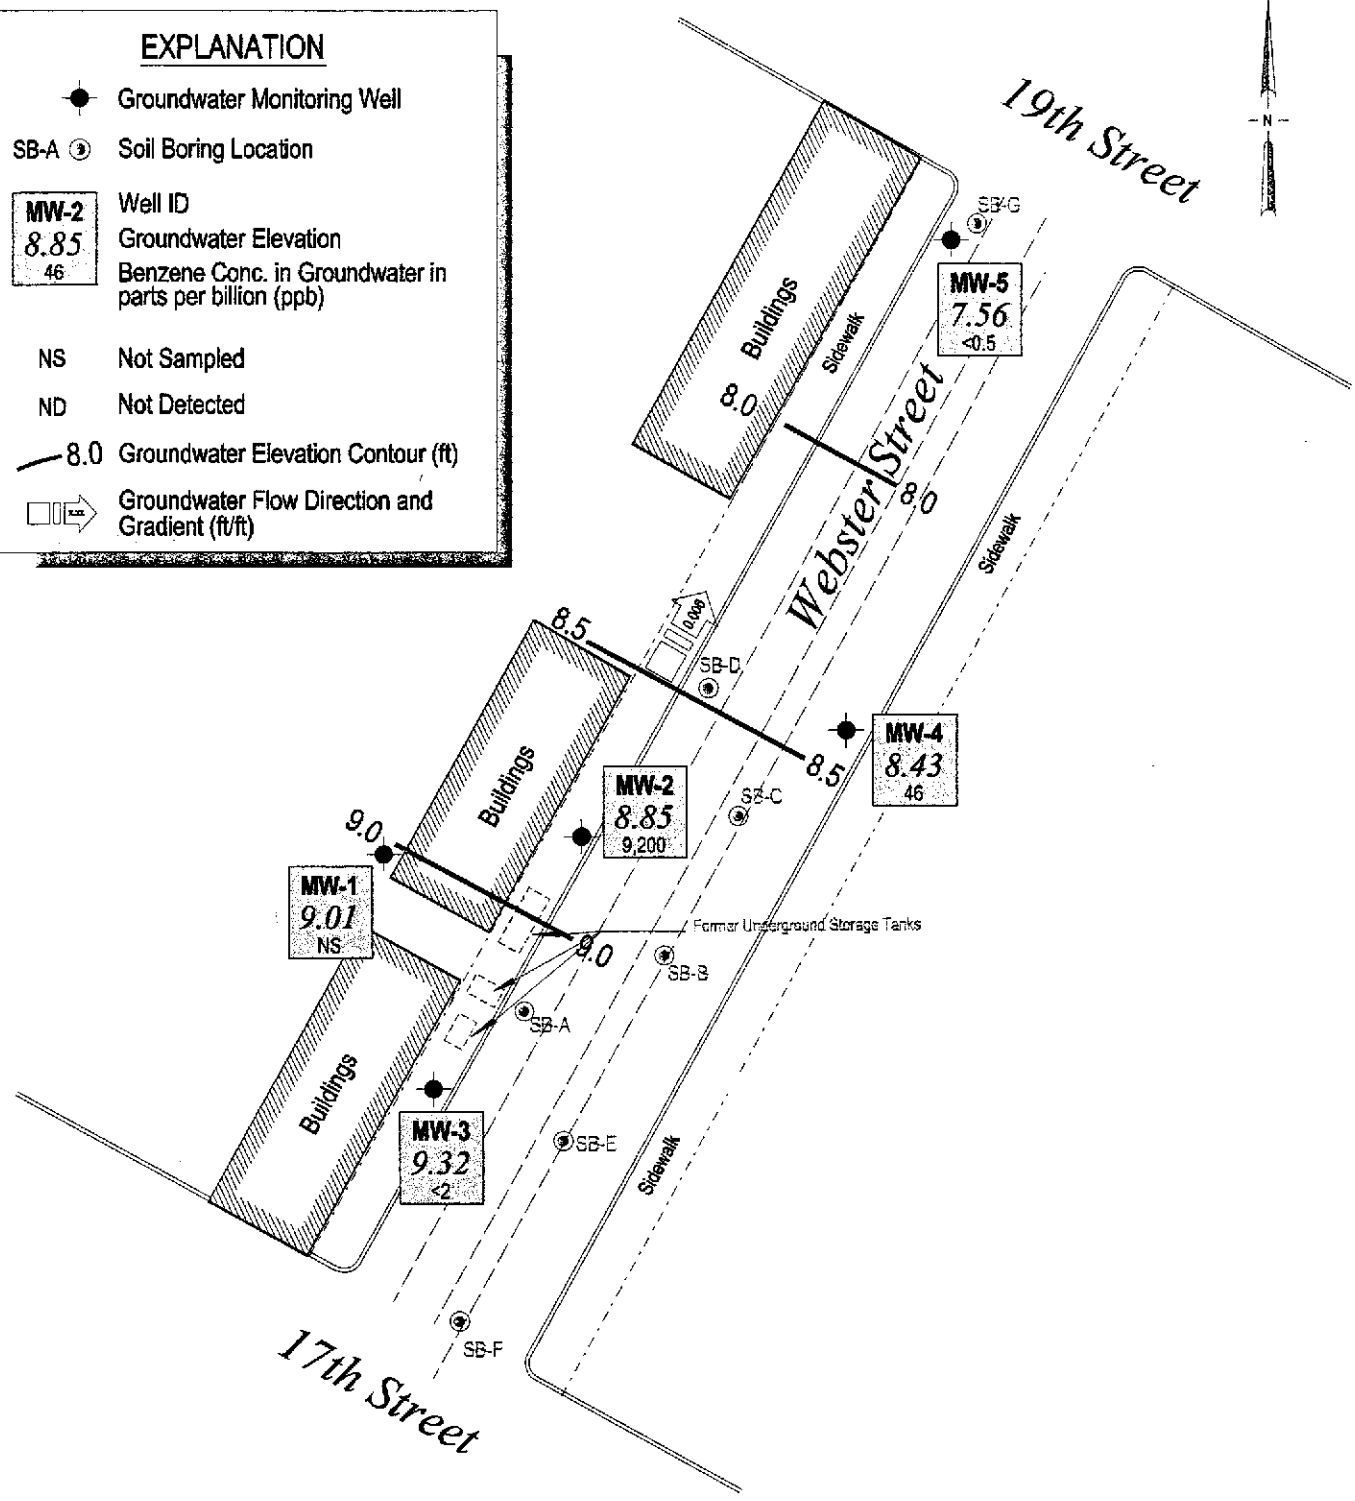 EXPLANATION
Groundwater Monitoring Well
SB-A Soil Boring Location
MW-2 Well ID
8.85 Groundwater Elevation
46 Benzene Conc. in Groundwater in
parts per billion (ppb)
NS Not Sampled
ND Not Detected
8.0 Groundwater Elevation Contour (ft)
x.xx Groundwater Flow Direction and
Gradient (ft/ft)
N
19th Street
SB-G
MW-5
7.56
<0.5
Buildings
Sidewalk
8.0
8.0
Webster Street
Sidewalk
0.006
8.5
SB-D
8.5
MW-4
8.43
46
Buildings
MW-2
8.85
9,200
SB-C
9.0
MW-1
9.01
NS
Former Underground Storage Tanks
9.0
SB-B
SB-A
Buildings
MW-3
9.32
<2
SB-E
Sidewalk
SB-F
17th Street